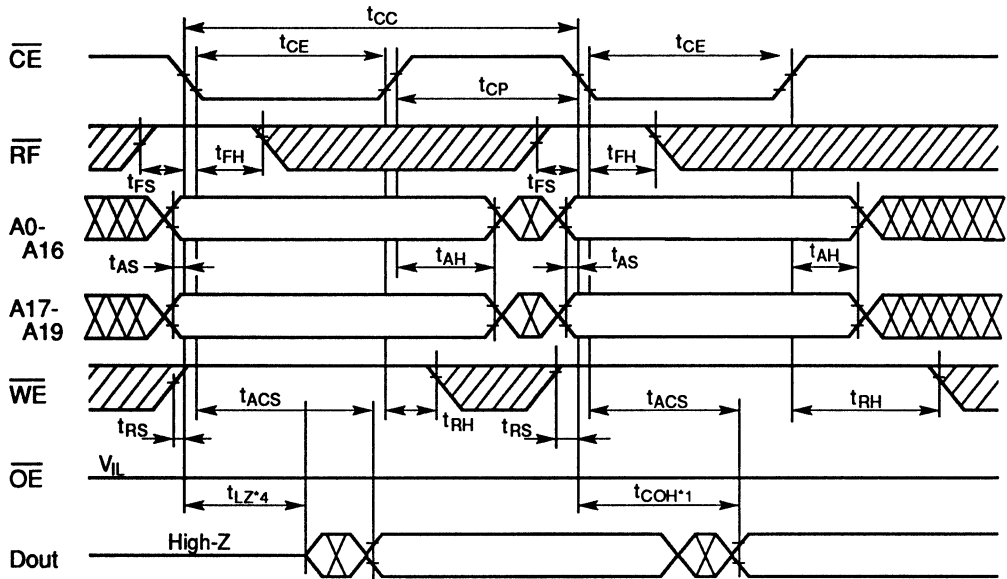 tCC
CE tCE tCE
tCP
RF
tFH tFH
tFS tFS
A0-
A16
tAS tAH tAS tAH
A17-
A19
WE
tACS tACS
tRS tRH tRS tRH
OE VIL
tLZ*4 tCOH*1
Dout High-Z